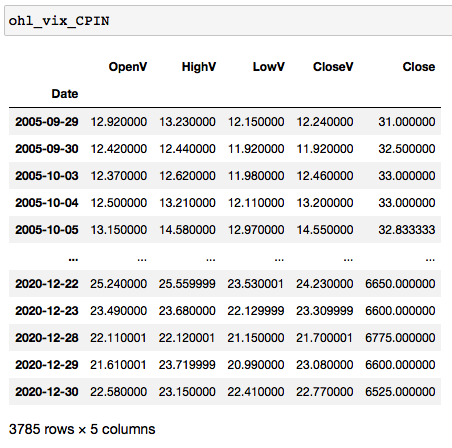 ohl_vix_CPIN
OpenV HighV LowV CloseV Close
Date
2005-09-29 12.920000 13.230000 12.150000 12.240000 31.000000
2005-09-30 12.420000 12.440000 11.920000 11.920000 32.500000
2005-10-03 12.370000 12.620000 11.980000 12.460000 33.000000
2005-10-04 12.500000 13.210000 12.110000 13.200000 33.000000
2005-10-05 13.150000 14.580000 12.970000 14.550000 32.833333
... ... ... ... ... ...
2020-12-22 25.240000 25.559999 23.530001 24.230000 6650.000000
2020-12-23 23.490000 23.680000 22.129999 23.309999 6600.000000
2020-12-28 22.110001 22.120001 21.150000 21.700001 6775.000000
2020-12-29 21.610001 23.719999 20.990000 23.080000 6600.000000
2020-12-30 22.580000 23.150000 22.410000 22.770000 6525.000000
3785 rows × 5 columns